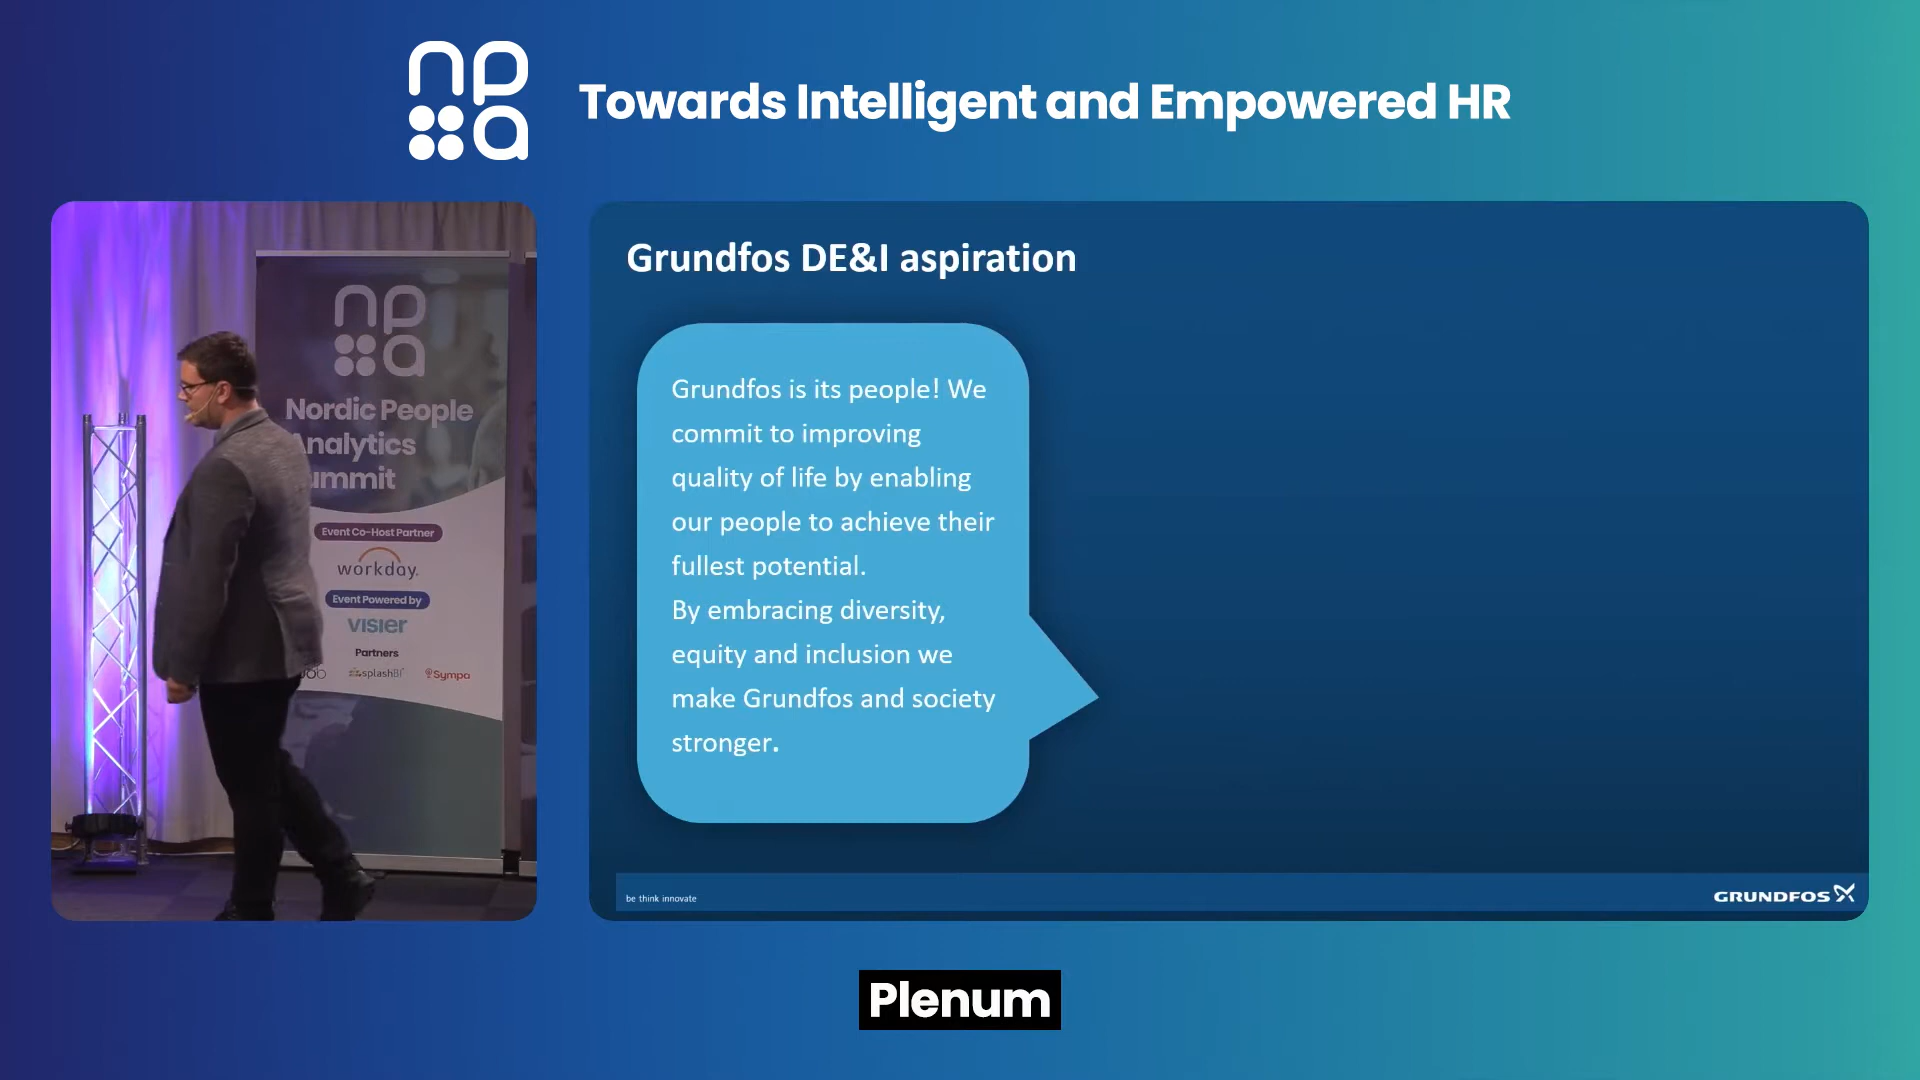 npa
Towards Intelligent and Empowered HR
npa
Nordic People
Analytics
Summit
Event Co-Host Partner
workday.
Event Powered by
visier
Partners
splashBI
Sympa
Grundfos DE&I aspiration
Grundfos is its people! We
commit to improving
quality of life by enabling
our people to achieve their
fullest potential.
By embracing diversity,
equity and inclusion we
make Grundfos and society
stronger.
be think innovate
GRUNDFOS
Plenum